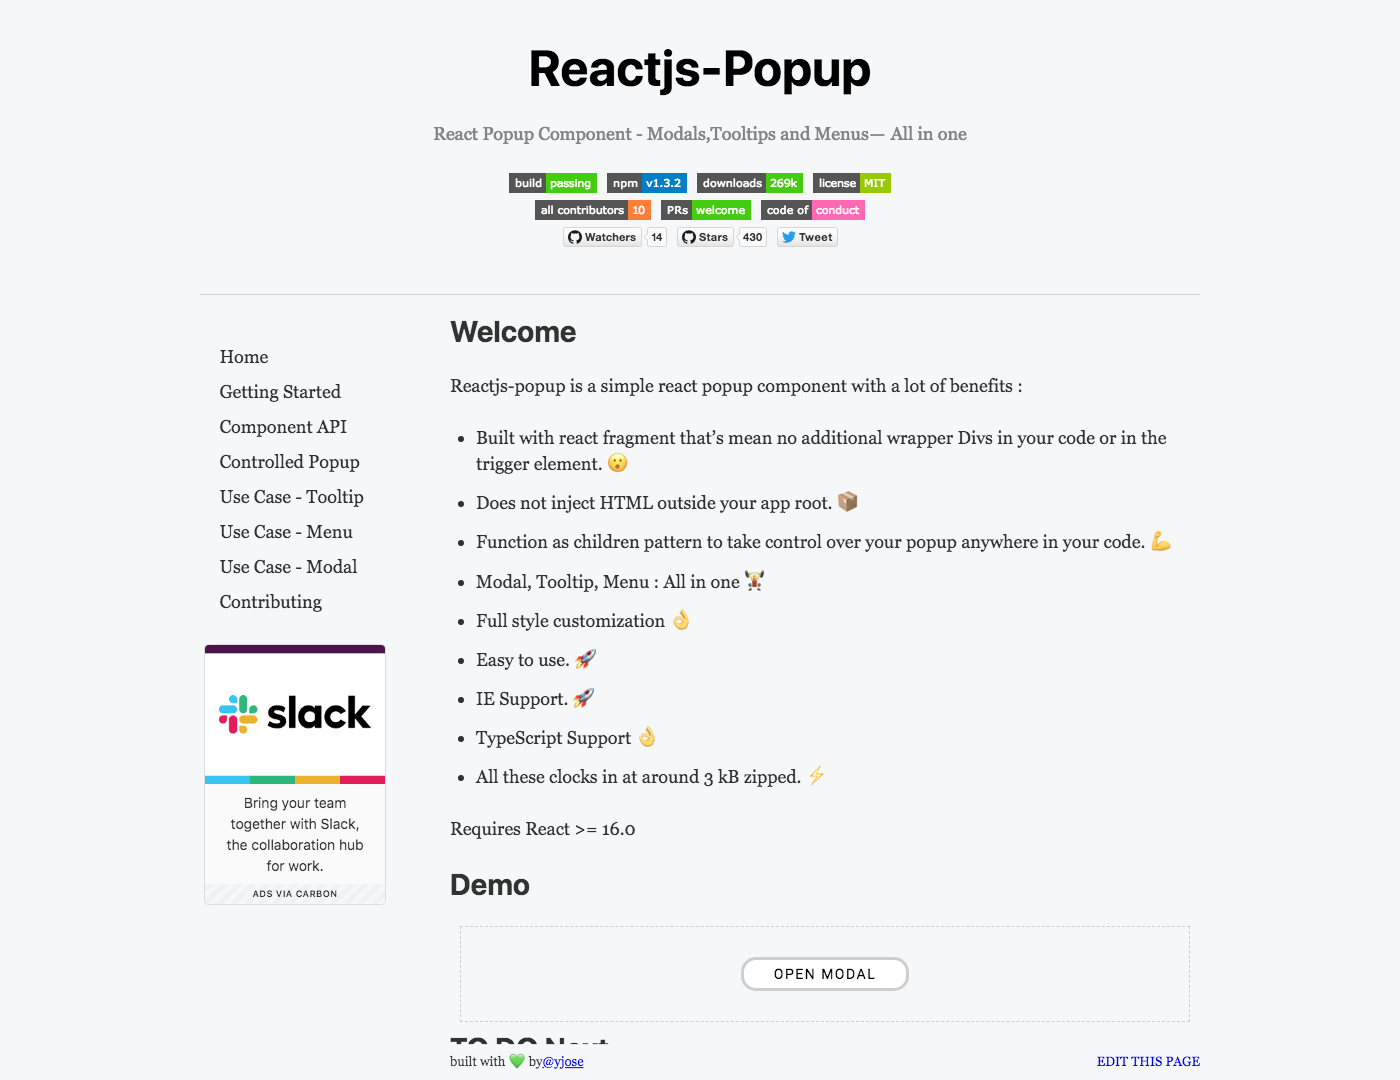 Reactjs-Popup
React Popup Component - Modals,Tooltips and Menus— All in one
build passing npm v1.3.2 downloads 269k license MIT
all contributors 10 PRs welcome code of conduct
Watchers 14 Stars 430 Tweet
Home
Getting Started
Component API
Controlled Popup
Use Case - Tooltip
Use Case - Menu
Use Case - Modal
Contributing
slack
Bring your team
together with Slack,
the collaboration hub
for work.
ADS VIA CARBON
Welcome
Reactjs-popup is a simple react popup component with a lot of benefits :
• Built with react fragment that’s mean no additional wrapper Divs in your code or in the
trigger element. 😮
• Does not inject HTML outside your app root. 📦
• Function as children pattern to take control over your popup anywhere in your code. 💪
• Modal, Tooltip, Menu : All in one 🏋️
• Full style customization 👌
• Easy to use. 🚀
• IE Support. 🚀
• TypeScript Support 👌
• All these clocks in at around 3 kB zipped. ⚡
Requires React >= 16.0
Demo
OPEN MODAL
TO DO Next
built with 💚 by@yjose
EDIT THIS PAGE